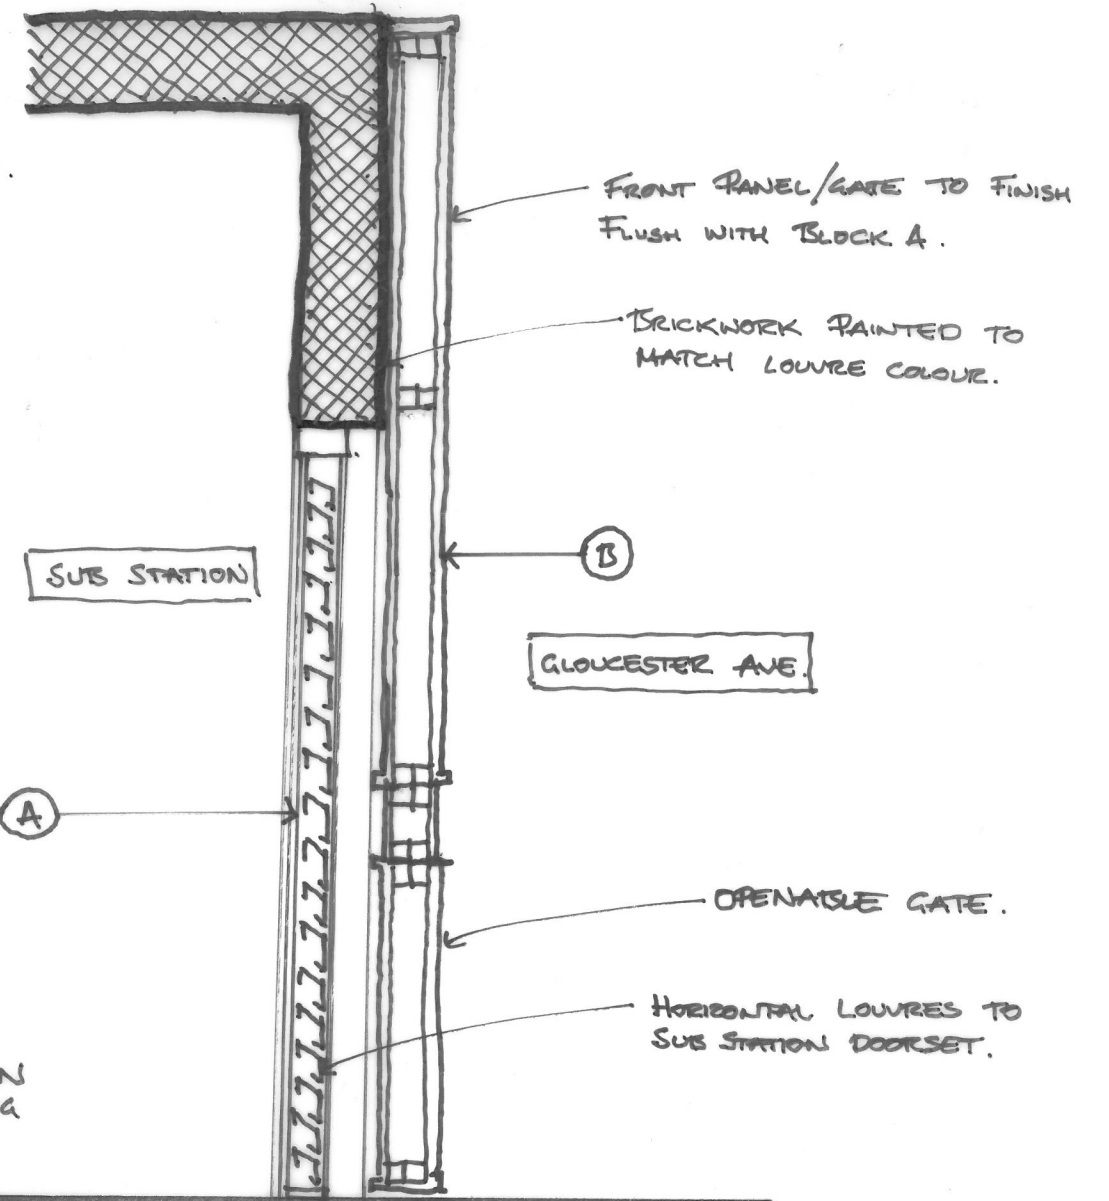 FRONT PANEL/GATE TO FINISH
FLUSH WITH BLOCK A.
BRICKWORK PAINTED TO
MATCH LOUVRE COLOUR.
SUB STATION
B
GLOUCESTER AVE.
A
OPENABLE GATE.
HORIZONTAL LOUVRES TO
SUB STATION DOORSET.
N